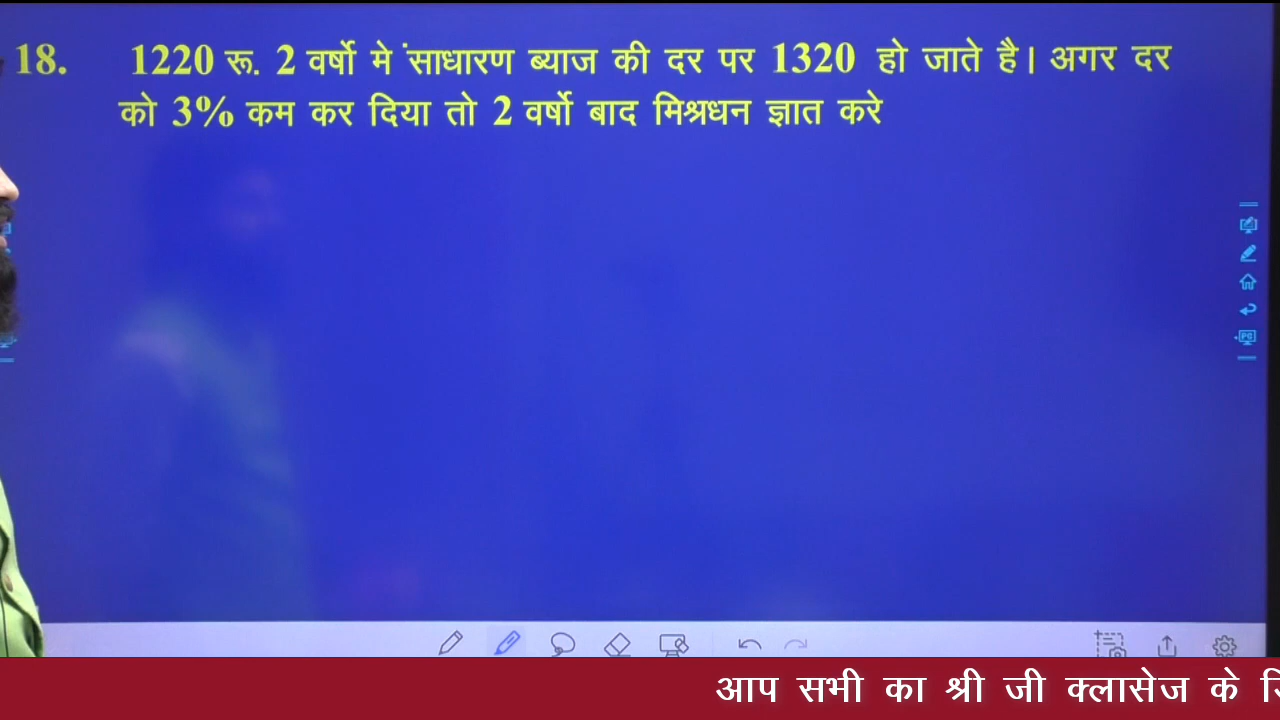 18. 1220 रू. 2 वर्षो मे ंसाधारण ब्याज की दर पर 1320 हो जाते है। अगर दर
को 3% कम कर दिया तो 2 वर्षो बाद मिश्रधन ज्ञात करे
आप सभी का श्री जी क्लासेज के